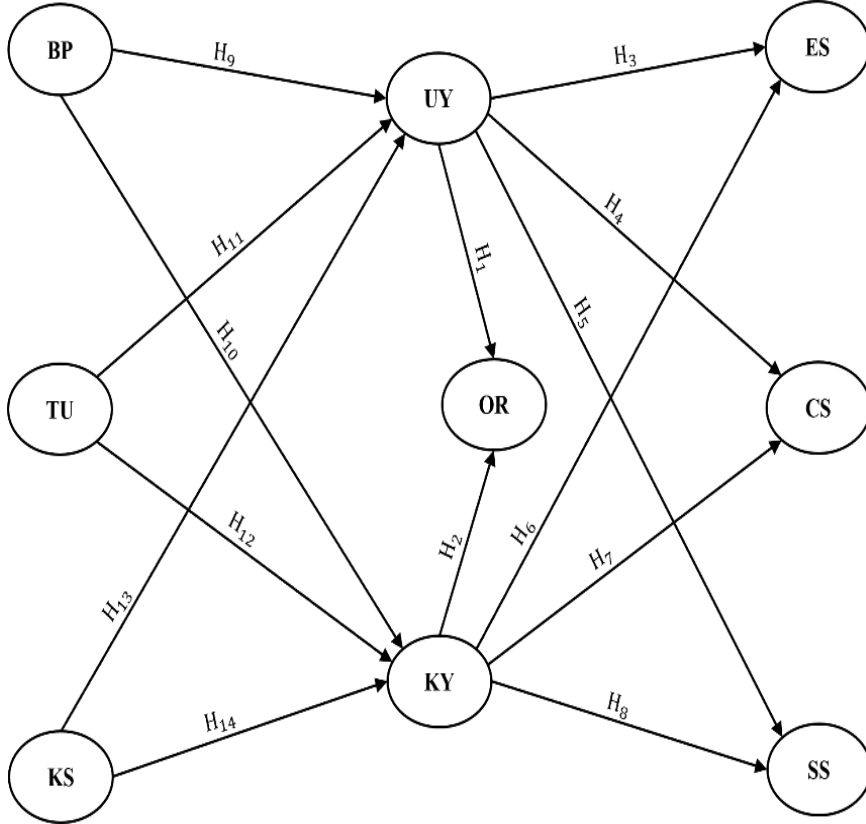 BP
H₉
UY
H₃
ES
H₁₁
H₄
H₁
H₁₀
H₅
TU
OR
CS
H₁₂
H₂
H₆
H₇
H₁₃
KY
H₁₄
H₈
KS
SS